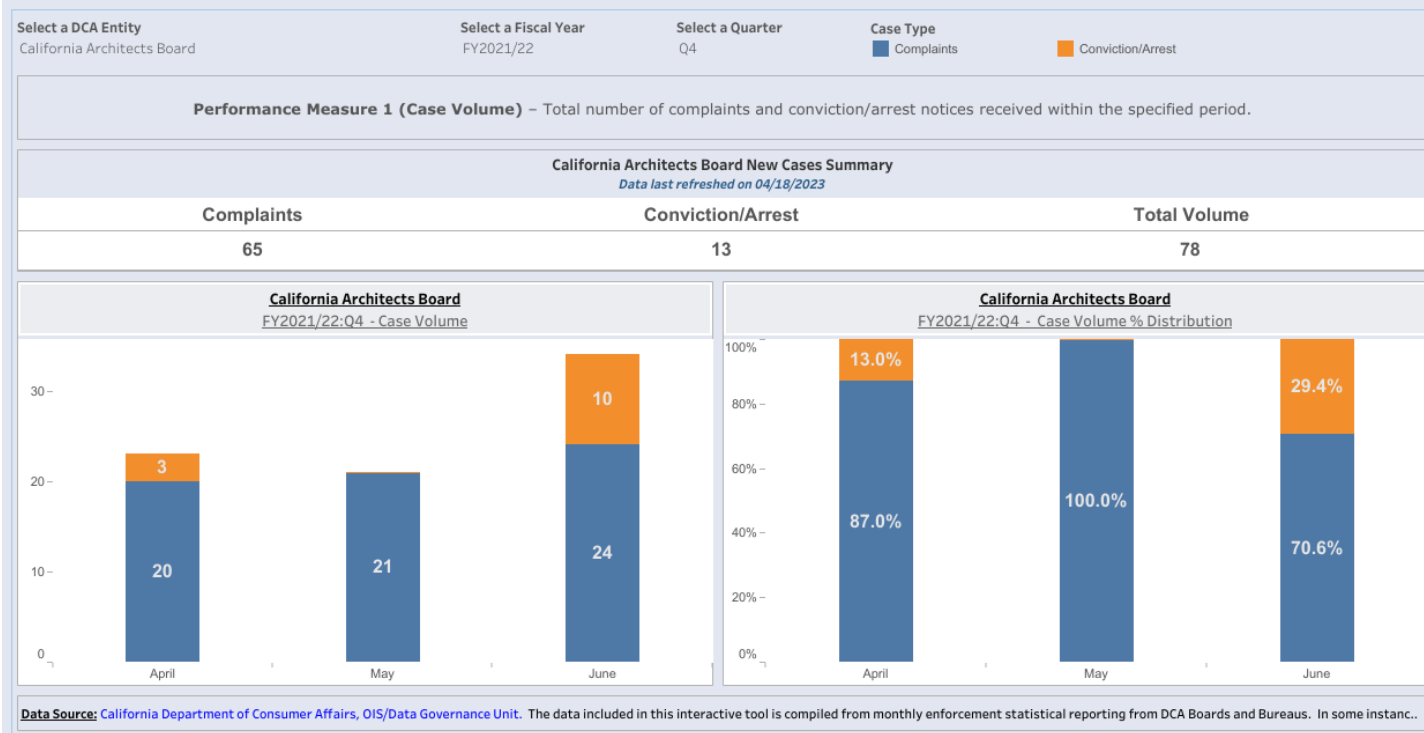 Select a DCA Entity
Select a Fiscal Year
Select a Quarter
Case Type
California Architects Board
FY2021/22
Q4
Complaints
Conviction/Arrest
Performance Measure 1 (Case Volume) – Total number of complaints and conviction/arrest notices received within the specified period.
California Architects Board New Cases Summary
Data last refreshed on 04/18/2023
Complaints
Conviction/Arrest
Total Volume
65
13
78
California Architects Board
FY2021/22:Q4 - Case Volume
30
20
10
0
3
20
21
10
24
April
May
June
California Architects Board
FY2021/22:Q4 - Case Volume % Distribution
100%
80%
60%
40%
20%
0%
13.0%
87.0%
100.0%
29.4%
70.6%
April
May
June
Data Source: California Department of Consumer Affairs, OIS/Data Governance Unit. The data included in this interactive tool is compiled from monthly enforcement statistical reporting from DCA Boards and Bureaus. In some instanc..